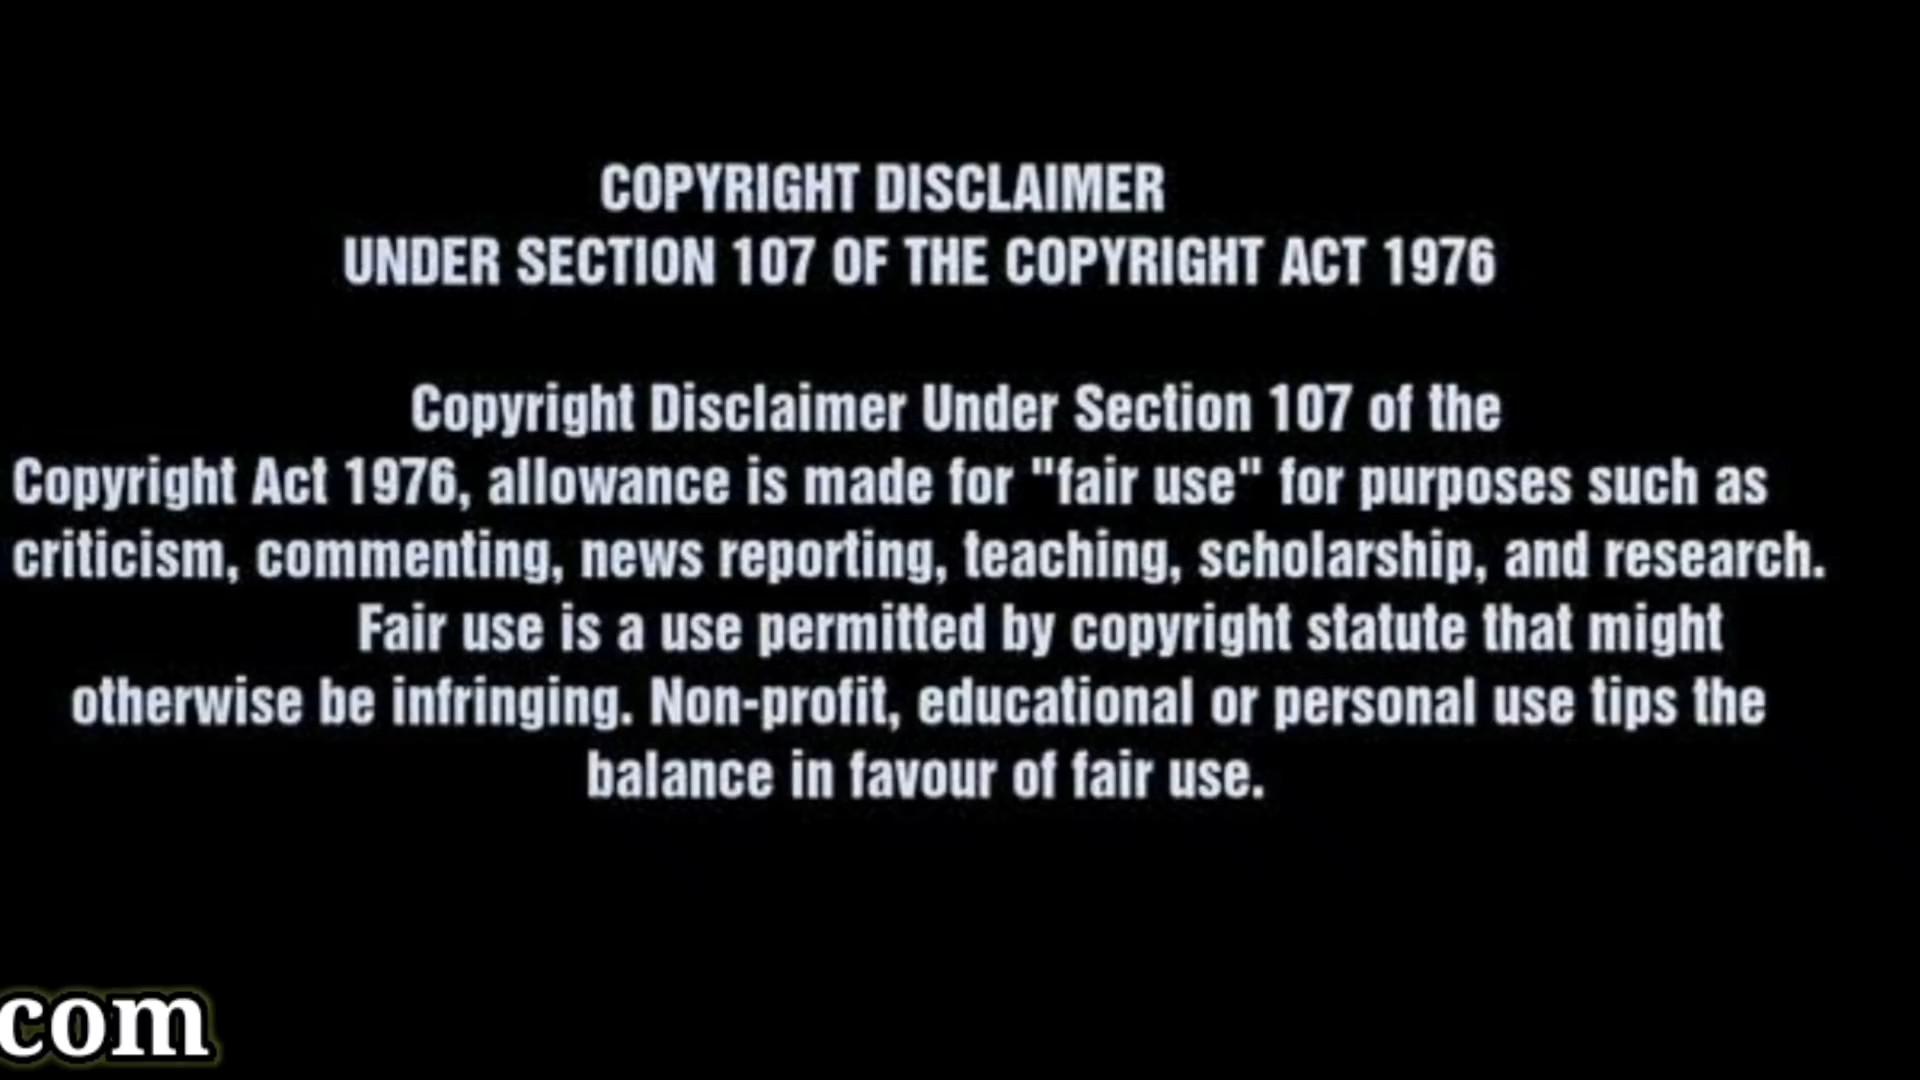 COPYRIGHT DISCLAIMER
UNDER SECTION 107 OF THE COPYRIGHT ACT 1976
Copyright Disclaimer Under Section 107 of the
Copyright Act 1976, allowance is made for "fair use" for purposes such as
criticism, commenting, news reporting, teaching, scholarship, and research.
Fair use is a use permitted by copyright statute that might
otherwise be infringing. Non-profit, educational or personal use tips the
balance in favour of fair use.
com